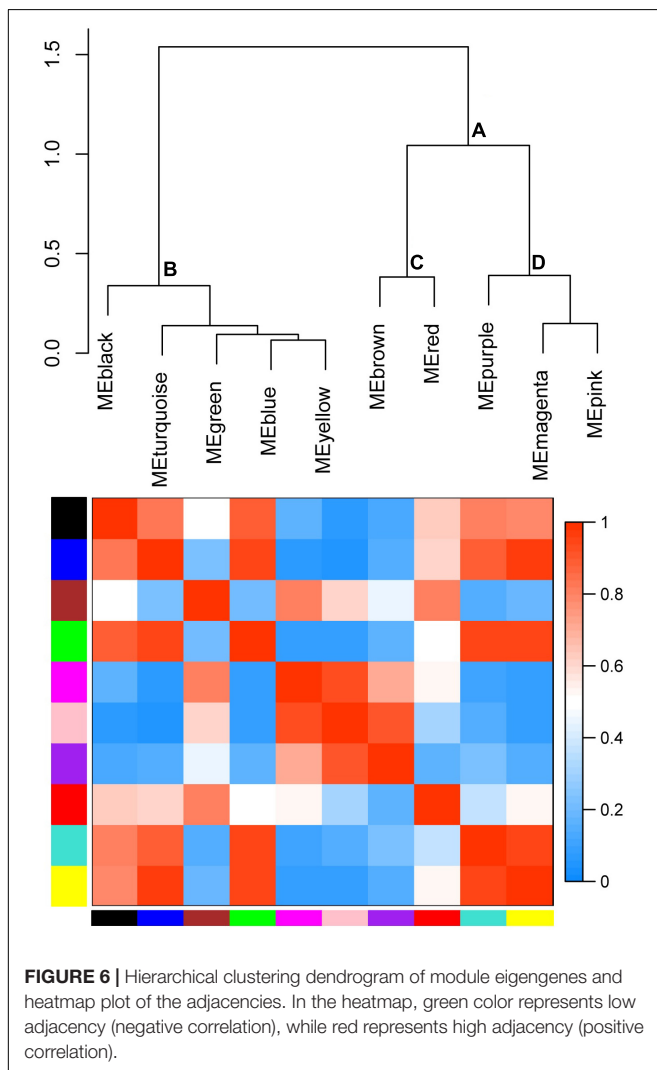 1.5
1.0
0.5
0.0
A
B
C
D
MEblack
MEturquoise
MEgreen
MEblue
MEyellow
MEbrown
MEred
MEpurple
MEmagenta
MEpink
1
0.8
0.6
0.4
0.2
0
FIGURE 6 | Hierarchical clustering dendrogram of module eigengenes and
heatmap plot of the adjacencies. In the heatmap, green color represents low
adjacency (negative correlation), while red represents high adjacency (positive
correlation).